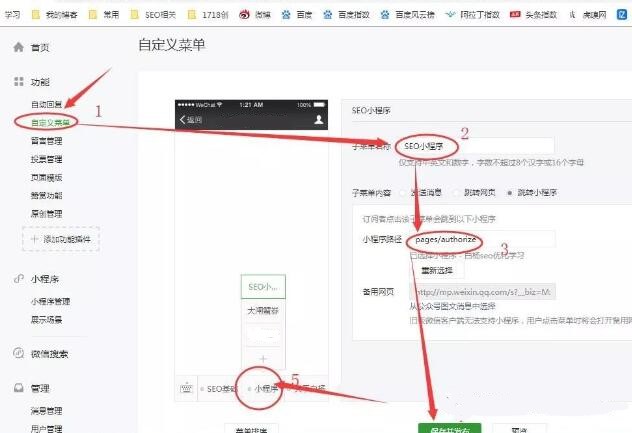 学习 我的博客 常用 SEO相关 1718创 微博 百度 百度指数 百度风云榜 阿拉丁指数 头条指数 虎嗅网
首页
功能
自动回复
自定义菜单
留言管理
投票管理
页面模版
赞赏功能
原创管理
添加功能插件
小程序
小程序管理
展示场景
微信搜索
管理
消息管理
用户管理
自定义菜单
WeChat 1:21 AM 100%
返回
SEO小...
大闸蟹券
SEO基础 小程序
菜单排序
SEO小程序
子菜单名称 SEO小程序
仅支持中英文和数字，字数不超过8个汉字或16个字母
子菜单内容 发送消息 跳转网页 跳转小程序
订阅者点击该子菜单会跳到以下小程序
小程序路径 pages/authorize
已选择小程序：白杨seo优化学习
重新选择
备用网页 http://mp.weixin.qq.com/s?__biz=M
从公众号图文消息中选择
旧版微信客户端无法支持小程序，用户点击菜单时将会打开备用网
保存并发布 预览
1
2
3
5